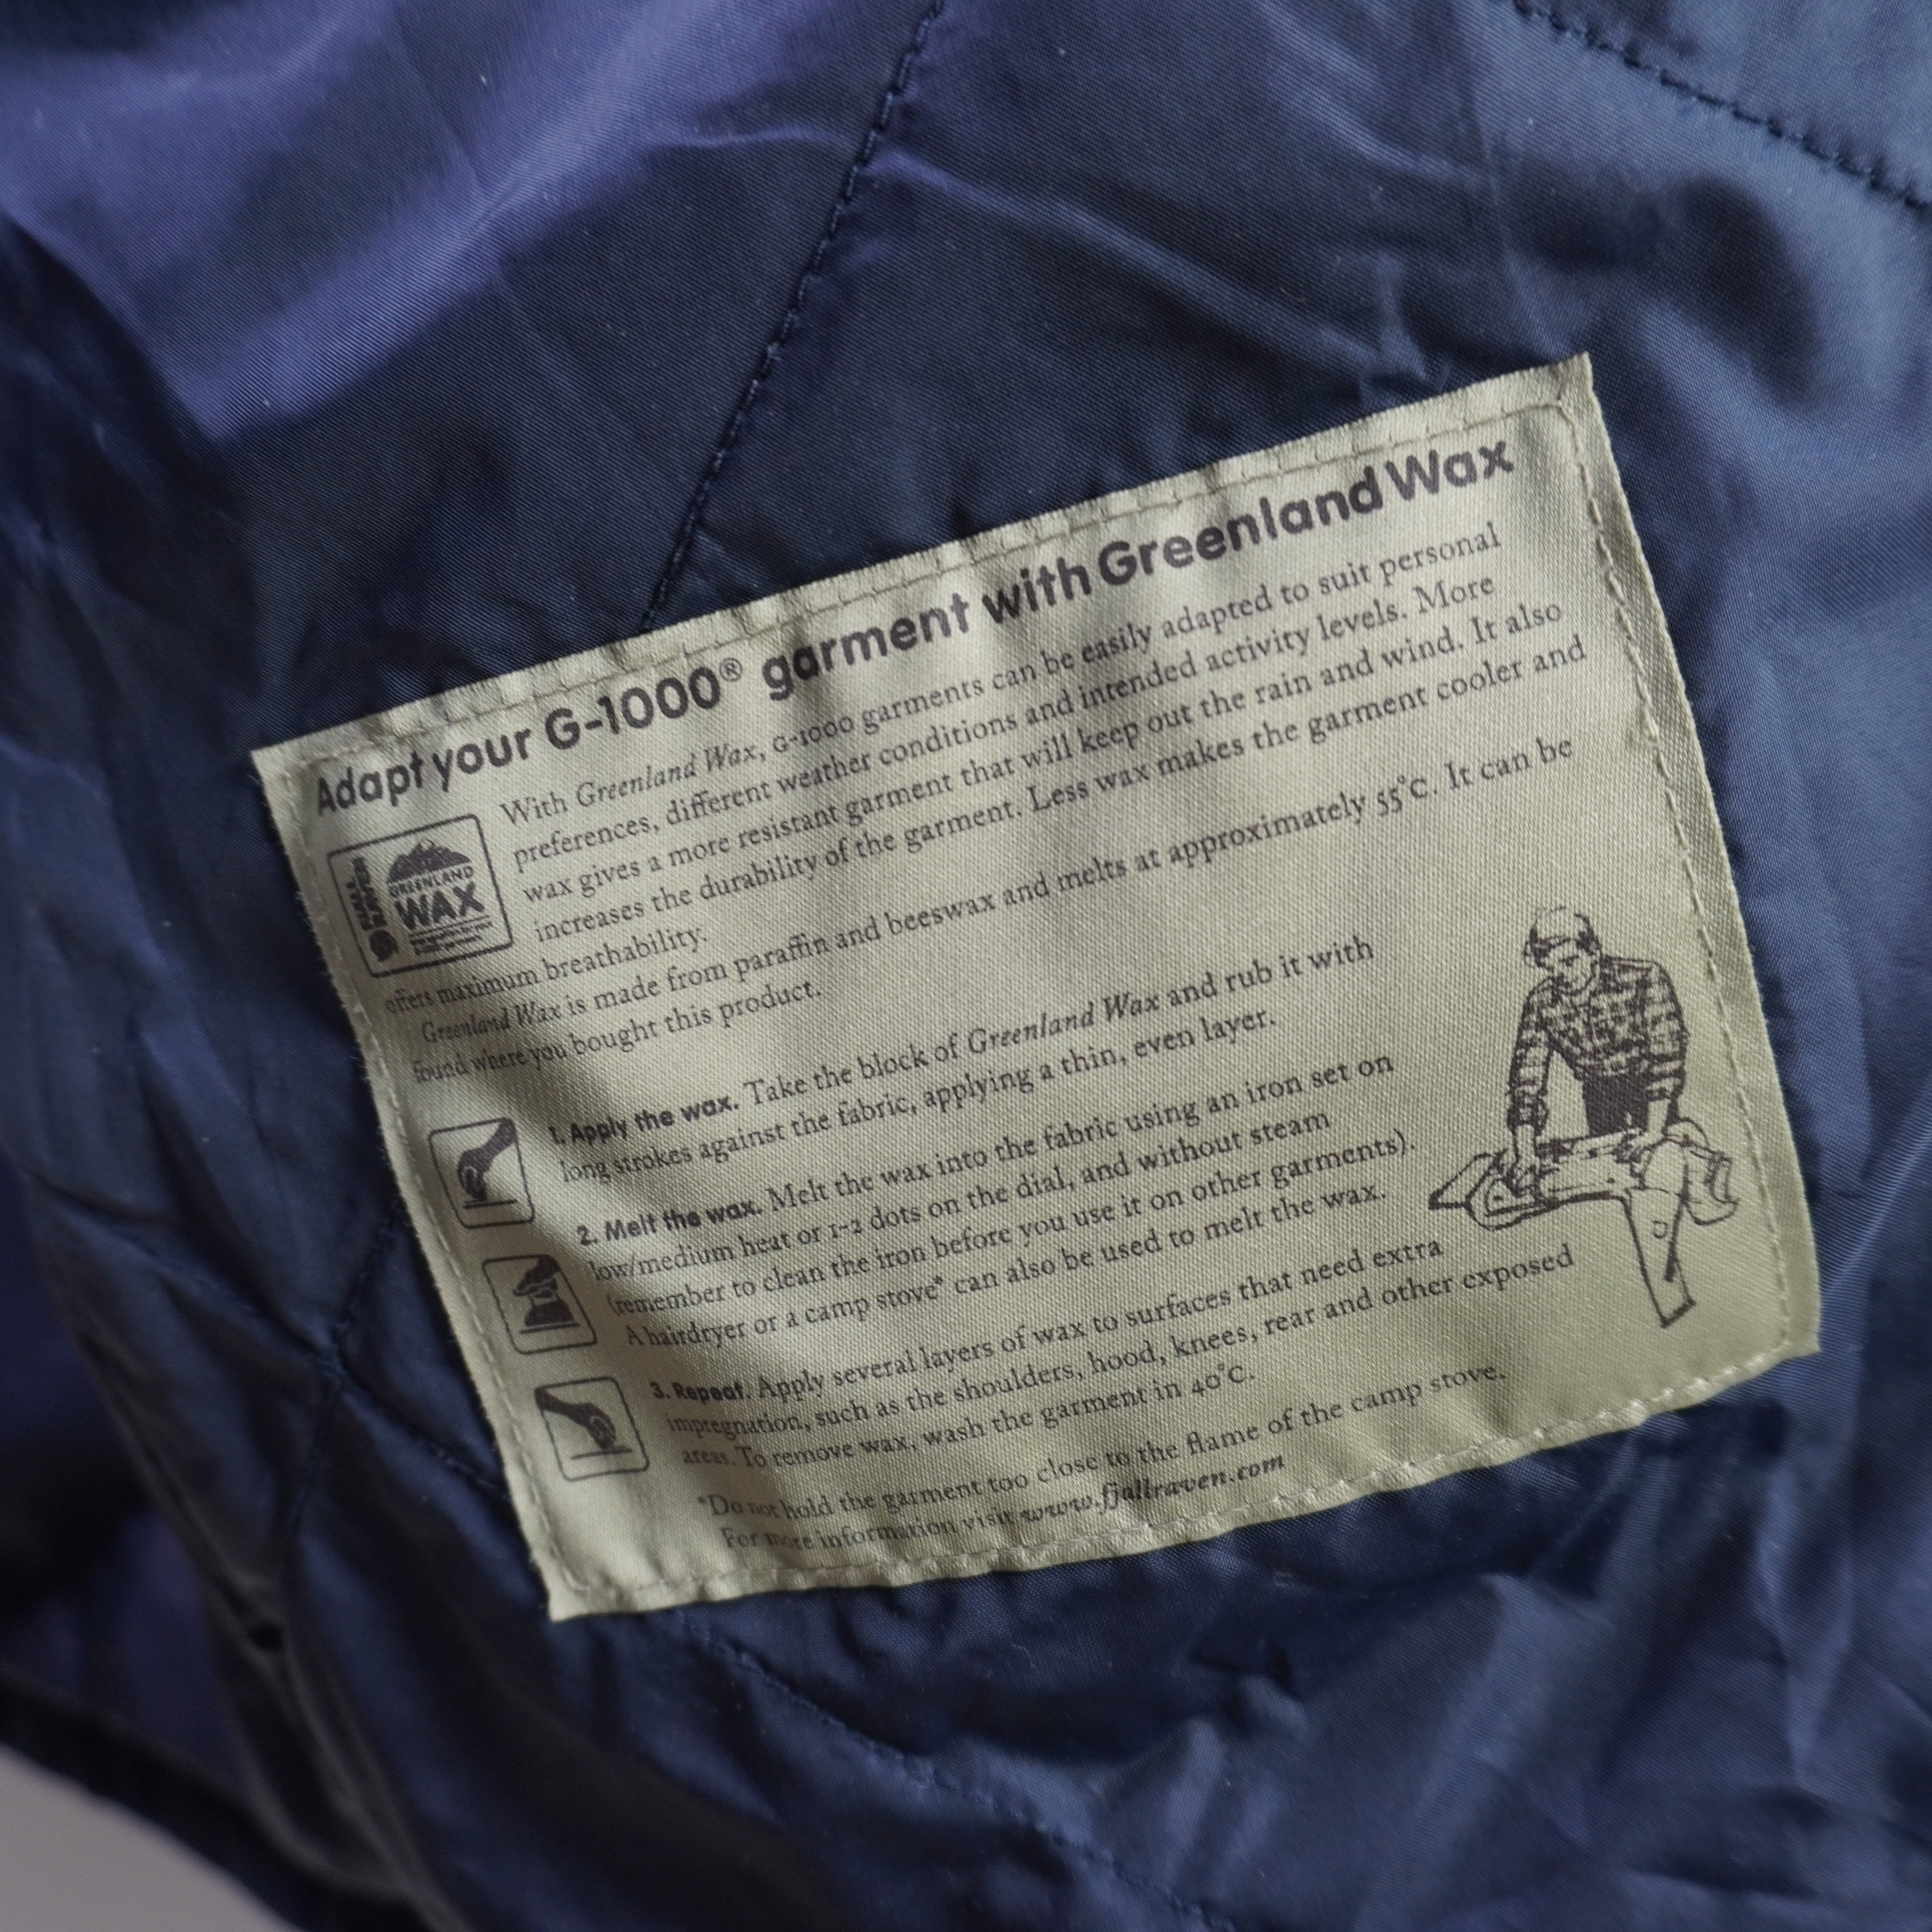 Adapt your G-1000® garment with Greenland Wax
With Greenland Wax, G-1000 garments can be easily adapted to suit personal
preferences, different weather conditions and intended activity levels. More
wax gives a more resistant garment that will keep out the rain and wind. It also
increases the durability of the garment. Less wax makes the garment cooler and
offers maximum breathability.
Greenland Wax is made from paraffin and beeswax and melts at approximately 55°C. It can be
found where you bought this product.
FJÄLL RÄVEN
GREENLAND
WAX
1. Apply the wax. Take the block of Greenland Wax and rub it with
long strokes against the fabric, applying a thin, even layer.
2. Melt the wax. Melt the wax into the fabric using an iron set on
low/medium heat or 1-2 dots on the dial, and without steam
(remember to clean the iron before you use it on other garments).
A hairdryer or a camp stove* can also be used to melt the wax.
3. Repeat. Apply several layers of wax to surfaces that need extra
impregnation, such as the shoulders, hood, knees, rear and other exposed
areas. To remove wax, wash the garment in 40°C.
*Do not hold the garment too close to the flame of the camp stove.
For more information visit www.fjallraven.com